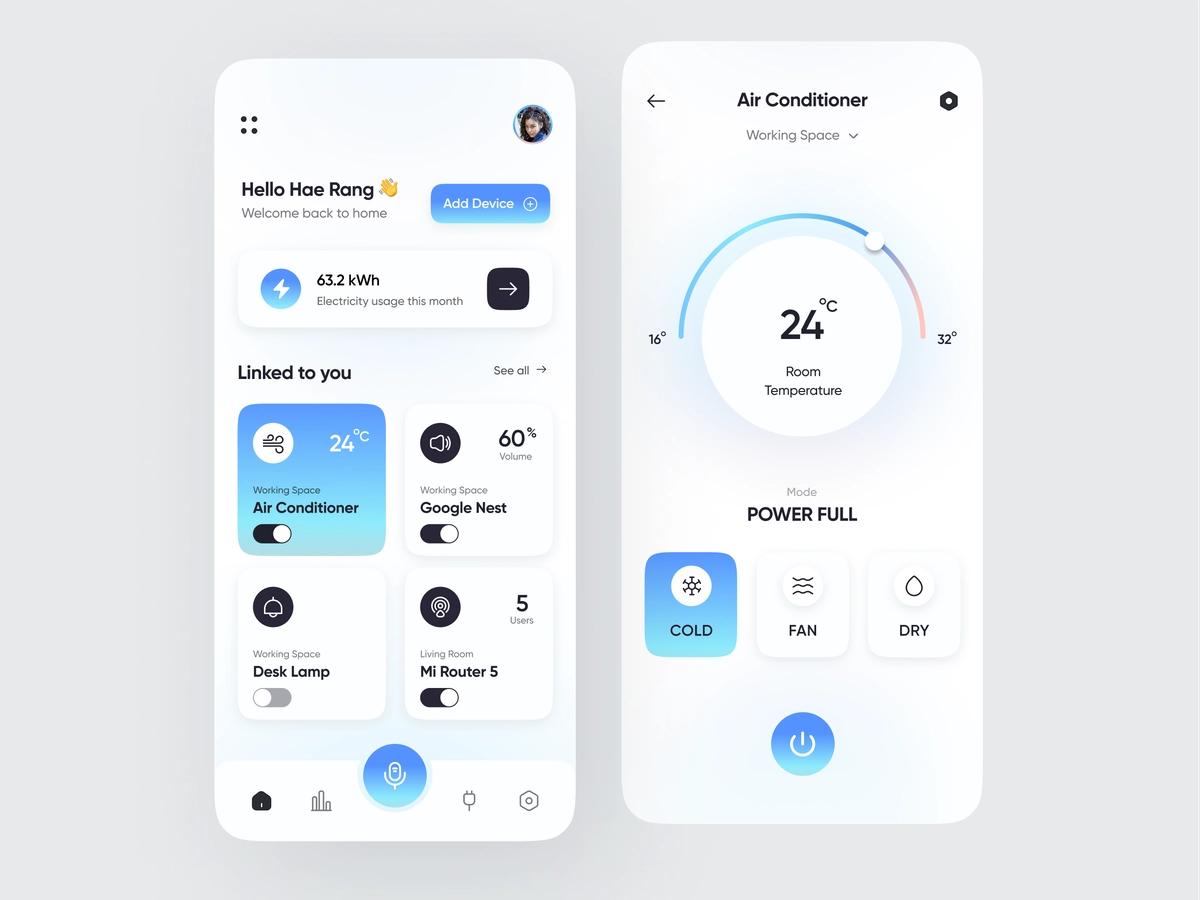 Hello Hae Rang 👋
Welcome back to home
Add Device
63.2 kWh
Electricity usage this month
Linked to you
See all →
24°C
Working Space
Air Conditioner
60%
Volume
Working Space
Google Nest
Working Space
Desk Lamp
5
Users
Living Room
Mi Router 5
Air Conditioner
Working Space
16°
32°
24°C
Room
Temperature
Mode
POWER FULL
COLD
FAN
DRY